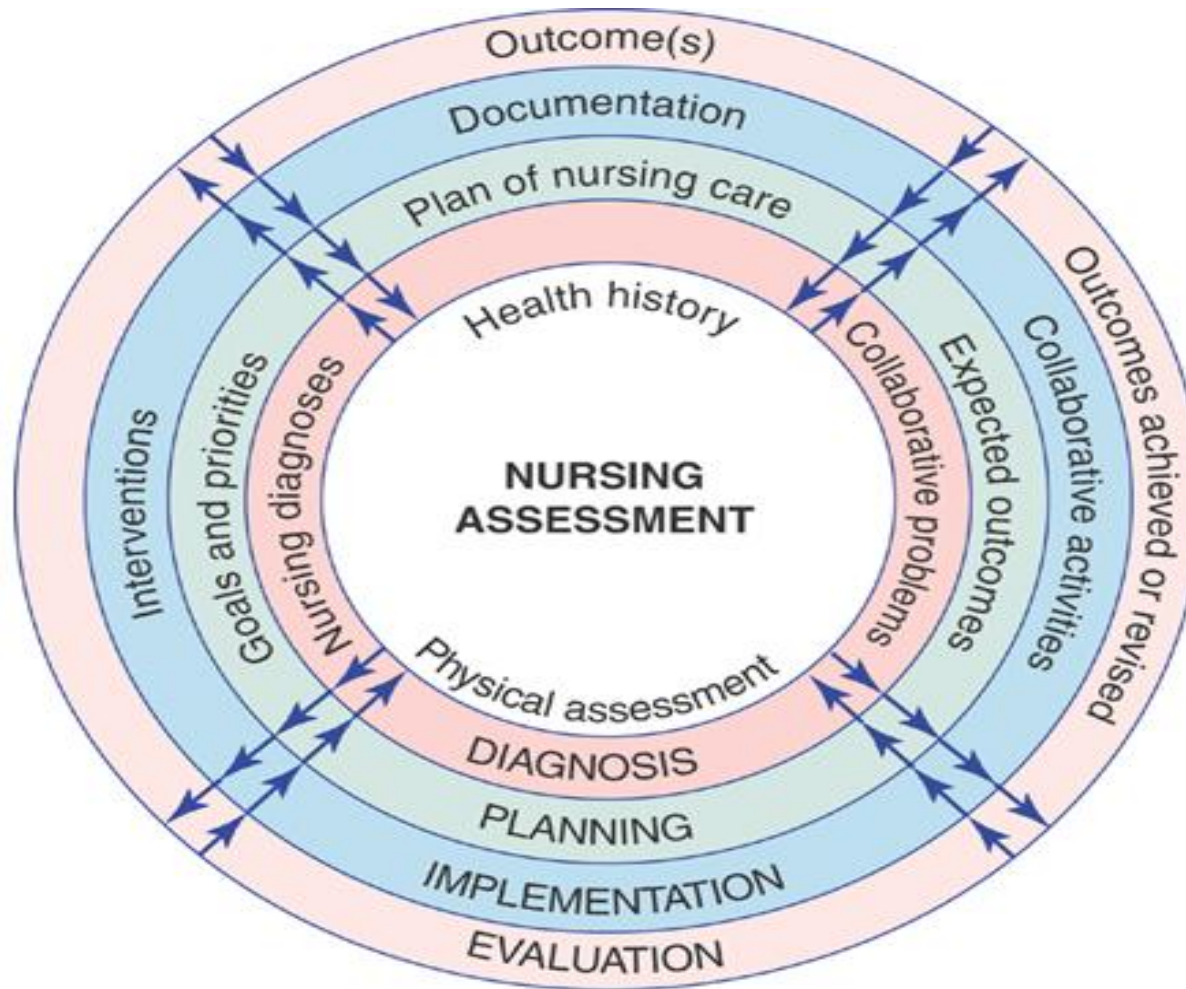 Outcome(s)
Documentation
Plan of nursing care
Health history
NURSING
ASSESSMENT
Physical assessment
Interventions
Goals and priorities
Nursing diagnoses
Collaborative problems
Expected outcomes
Collaborative activities
Outcomes achieved or revised
DIAGNOSIS
PLANNING
IMPLEMENTATION
EVALUATION